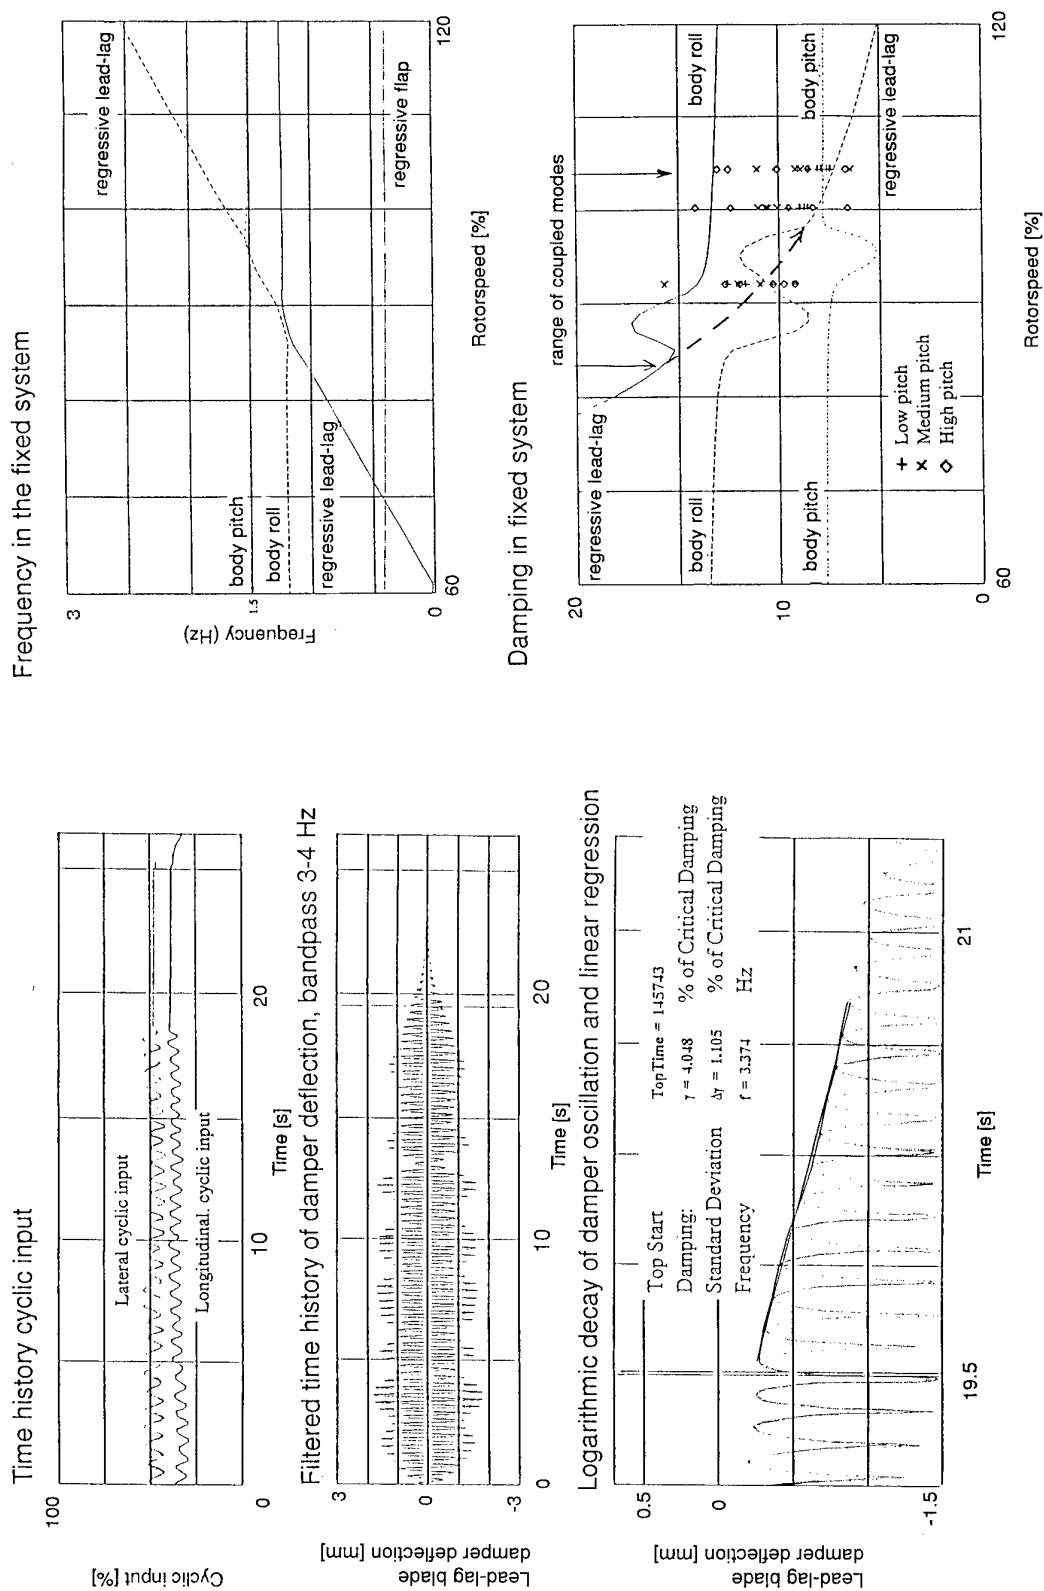 Time history cyclic input
Cyclic input [%]
100
0
Lateral cyclic input
Longitudinal. cyclic input
10
20
Time [s]
Filtered time history of damper deflection, bandpass 3-4 Hz
Lead-lag blade
damper deflection [mm]
3
0
-3
0
10
20
Time [s]
Logarithmic decay of damper oscillation and linear regression
Lead-lag blade
damper deflection [mm]
0.5
0
-1.5
Top Start TopTime = 145743
Damping: γ = 4.048 % of Critical Damping
Standard Deviation Δγ = 1.105 % of Critical Damping
Frequency f = 3.374 Hz
19.5
21
Time [s]
Frequency in the fixed system
Frequency (Hz)
3
1.5
0
body pitch
body roll
regressive lead-lag
regressive lead-lag
regressive flap
60
120
Rotorspeed [%]
Damping in fixed system
20
10
0
regressive lead-lag
range of coupled modes
body roll
body roll
body pitch
body pitch
regressive lead-lag
+ Low pitch
× Medium pitch
◇ High pitch
60
120
Rotorspeed [%]